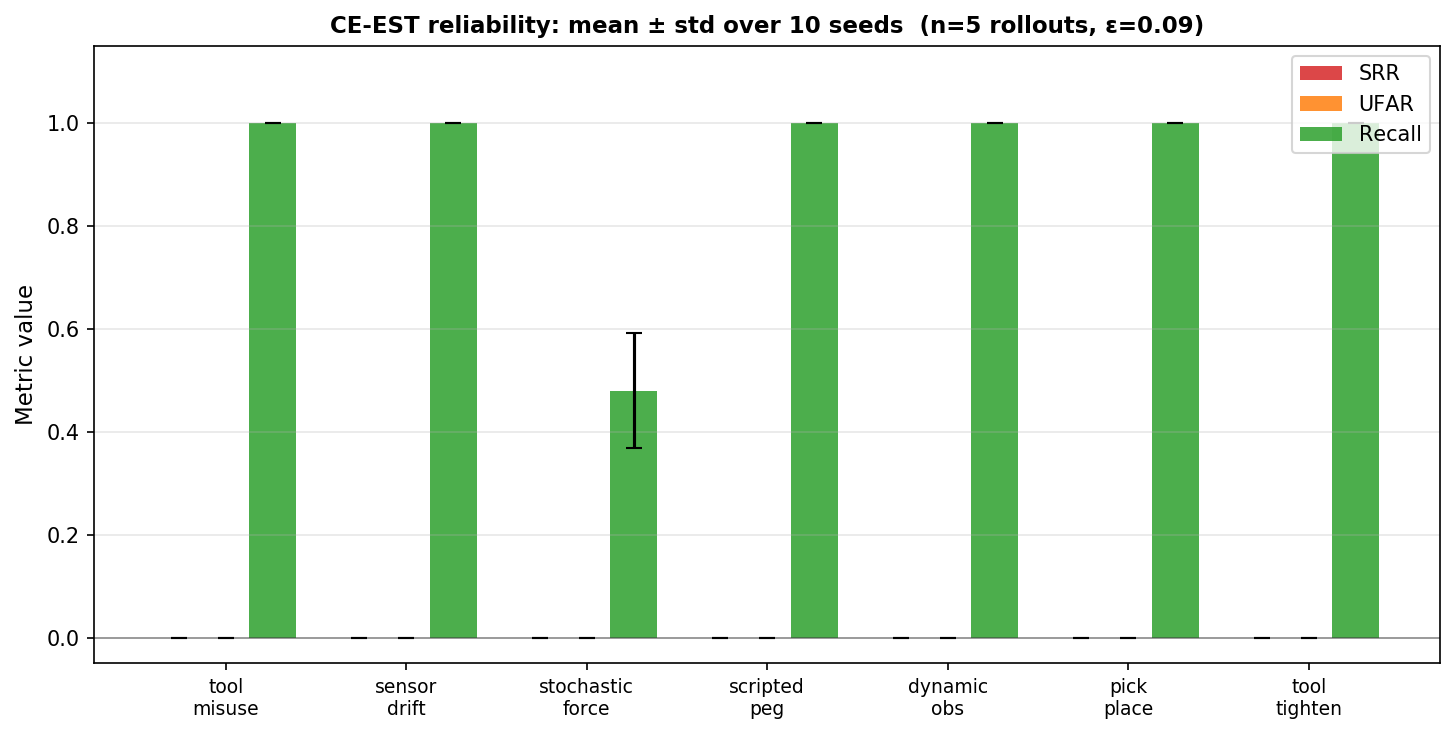 CE-EST reliability: mean ± std over 10 seeds (n=5 rollouts, ε=0.09)
SRR
UFAR
Recall
Metric value
1.0
0.8
0.6
0.4
0.2
0.0
tool misuse
sensor drift
stochastic force
scripted peg
dynamic obs
pick place
tool tighten